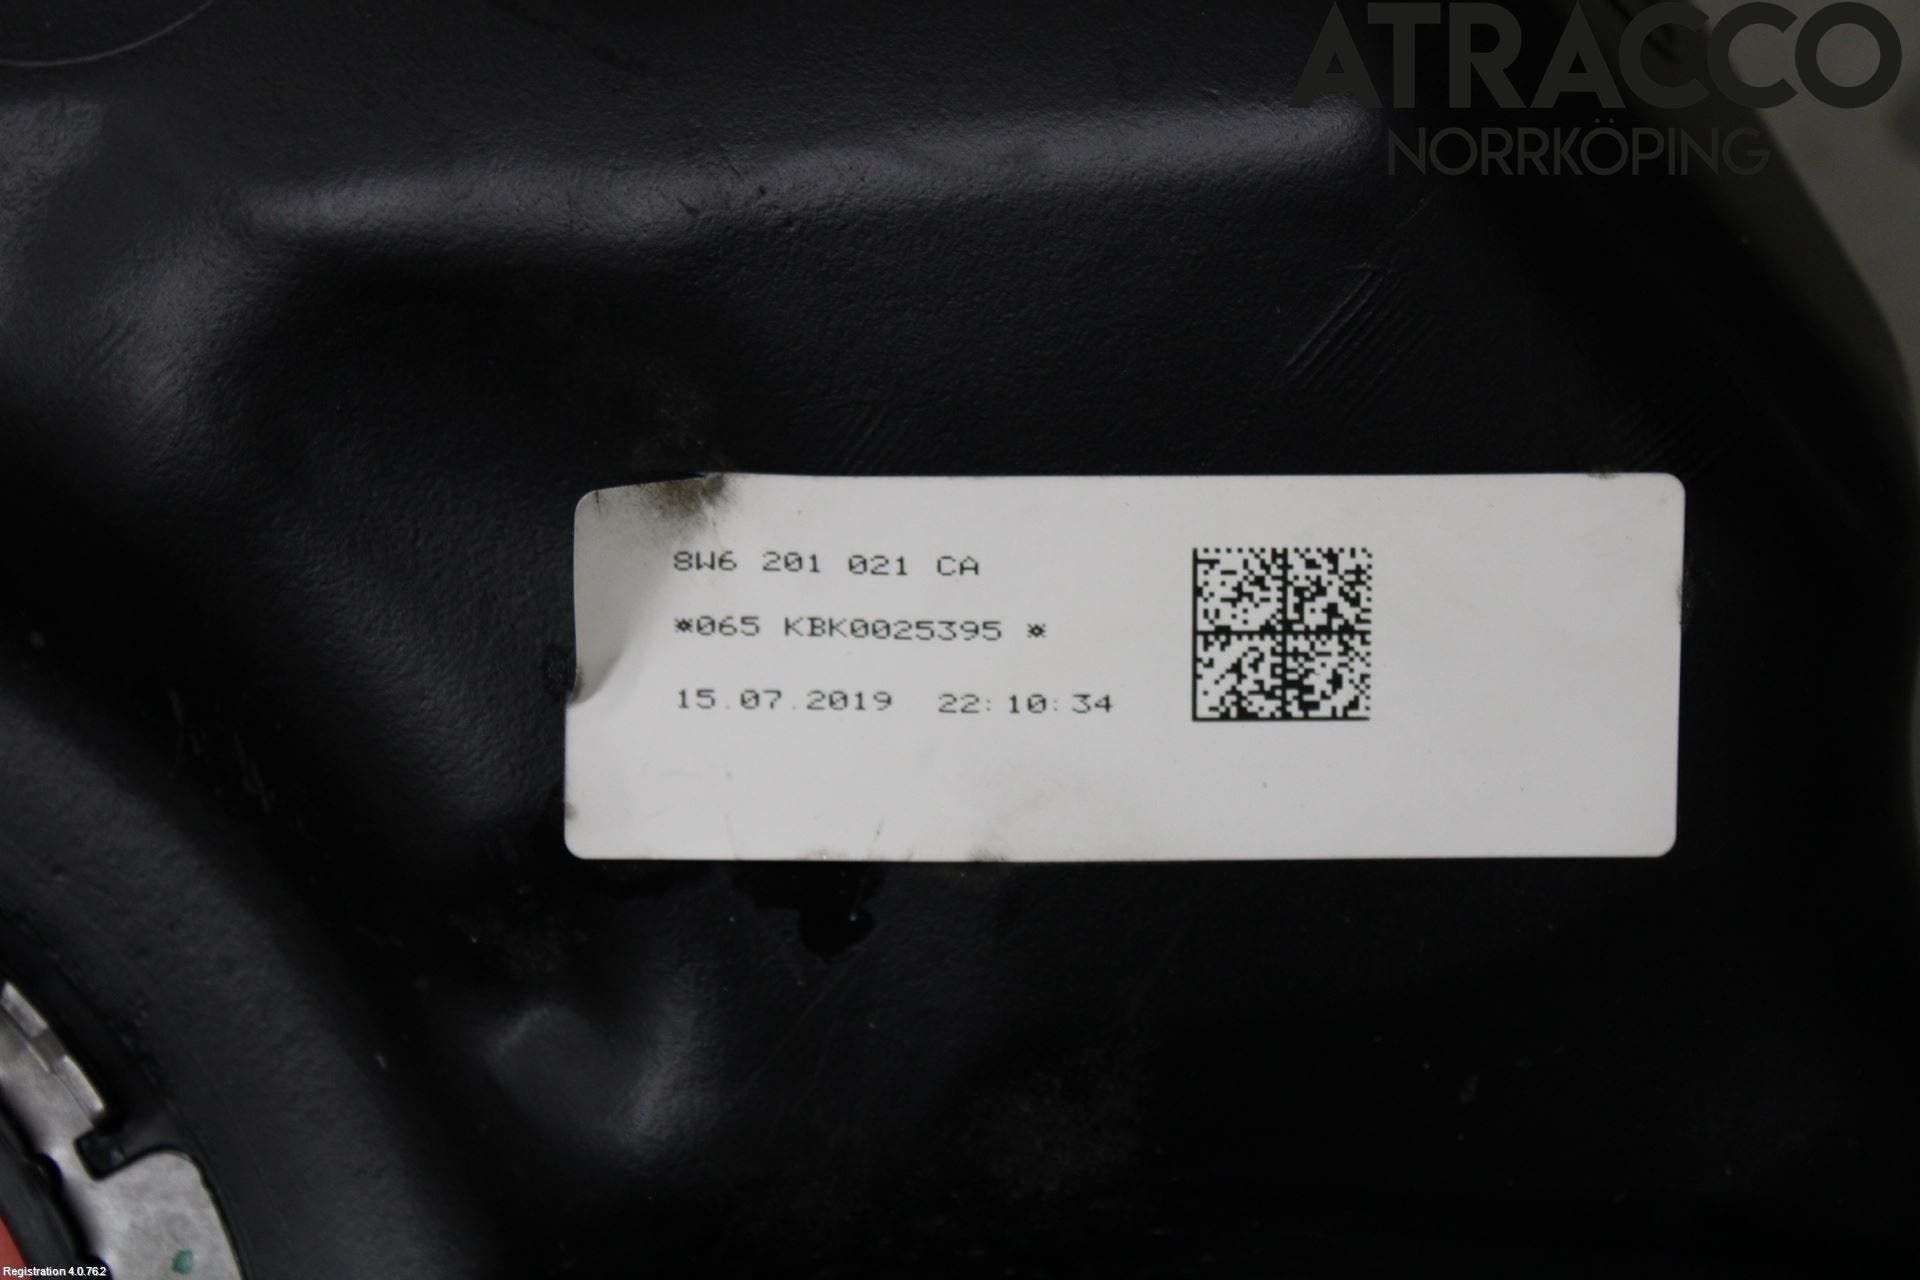 ATRACCO
NORRKÖPING
8W6 201 021 CA
*065 KBK0025395 *
15.07.2019 22:10:34
Registration 4.0.76.2